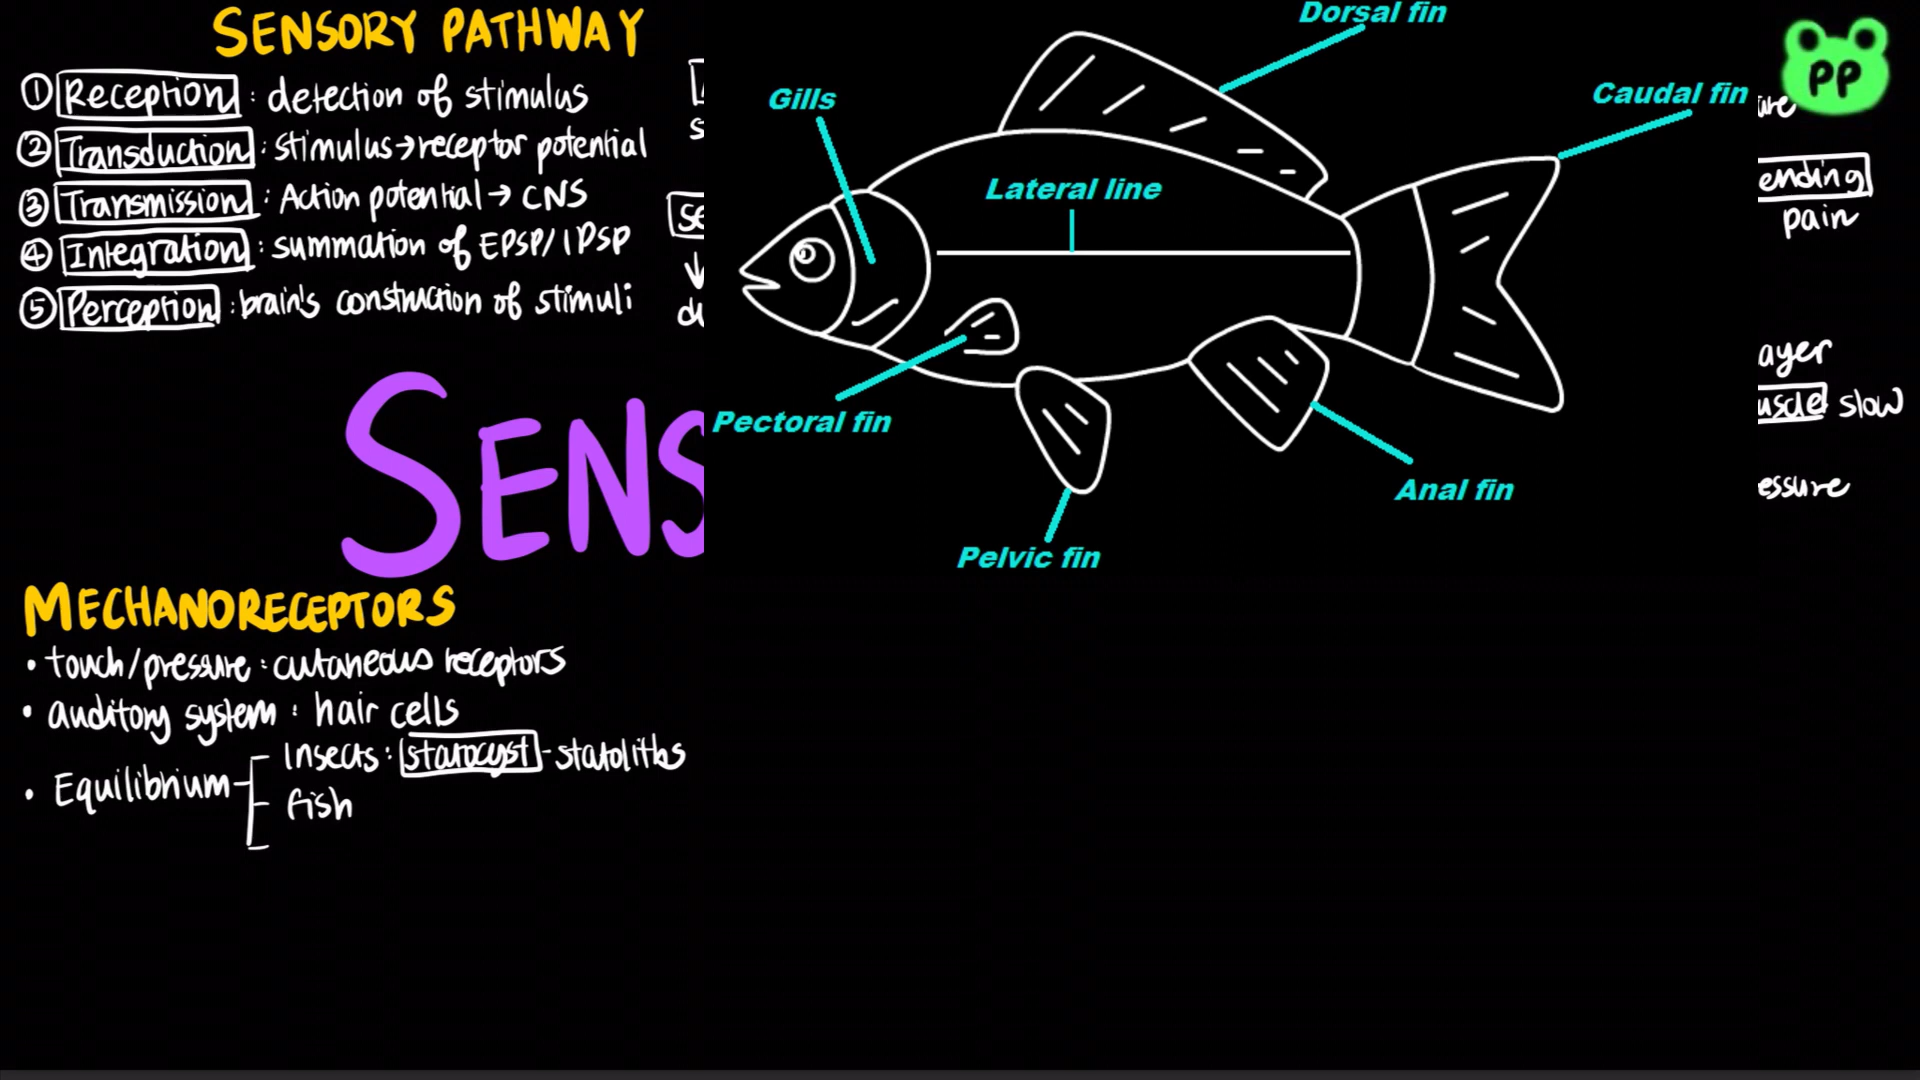 SENSORY PATHWAY
① Reception : detection of stimulus
② Transduction : stimulus → receptor potential
③ Transmission : Action potential → CNS
④ Integration : summation of EPSP/IPSP
⑤ Perception : brain's construction of stimuli
SENS
MECHANORECEPTORS
• touch/pressure : cutaneous receptors
• auditory system : hair cells
• Equilibrium
Insects : statocyst - statoliths
fish
Dorsal fin
Gills
Caudal fin
Lateral line
Pectoral fin
Anal fin
Pelvic fin
PP
ending
pain
ayer
uscle slow
essure